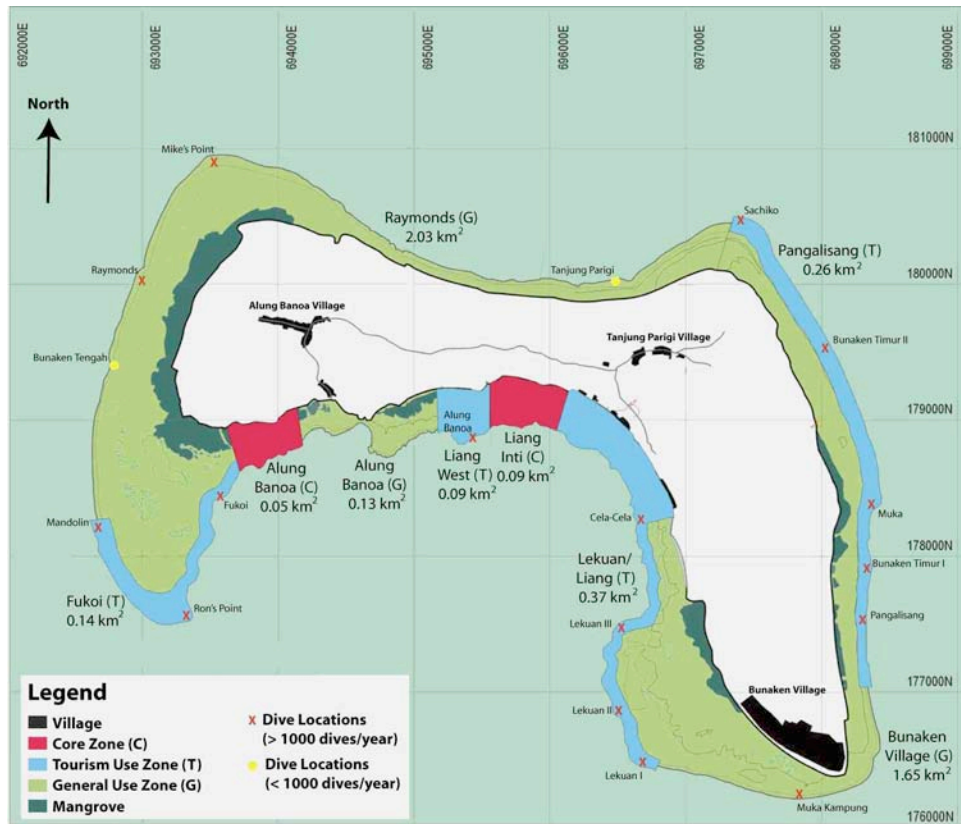 692000E
693000E
694000E
695000E
696000E
697000E
698000E
699000E
North
181000N
Mike's Point
Sachiko
Raymonds (G)
2.03 km²
Pangalisang (T)
0.26 km²
Raymonds
Tanjung Parigi
180000N
Alung Banoa Village
Tanjung Parigi Village
Bunaken Timur II
Bunaken Tengah
179000N
Alung
Banoa
Alung
Banoa (C)
0.05 km²
Alung
Banoa (G)
0.13 km²
Liang
West (T)
0.09 km²
Liang
Inti (C)
0.09 km²
Fukoi
Mandolin
Cela-Cela
Muka
178000N
Lekuan/
Liang (T)
0.37 km²
Bunaken Timur I
Fukoi (T)
0.14 km²
Ron's Point
Lekuan III
Pangalisang
177000N
Legend
Village
Core Zone (C)
Tourism Use Zone (T)
General Use Zone (G)
Mangrove
x Dive Locations
(> 1000 dives/year)
Dive Locations
(< 1000 dives/year)
Lekuan II
Bunaken Village
Bunaken
Village (G)
1.65 km²
Lekuan I
Muka Kampung
176000N